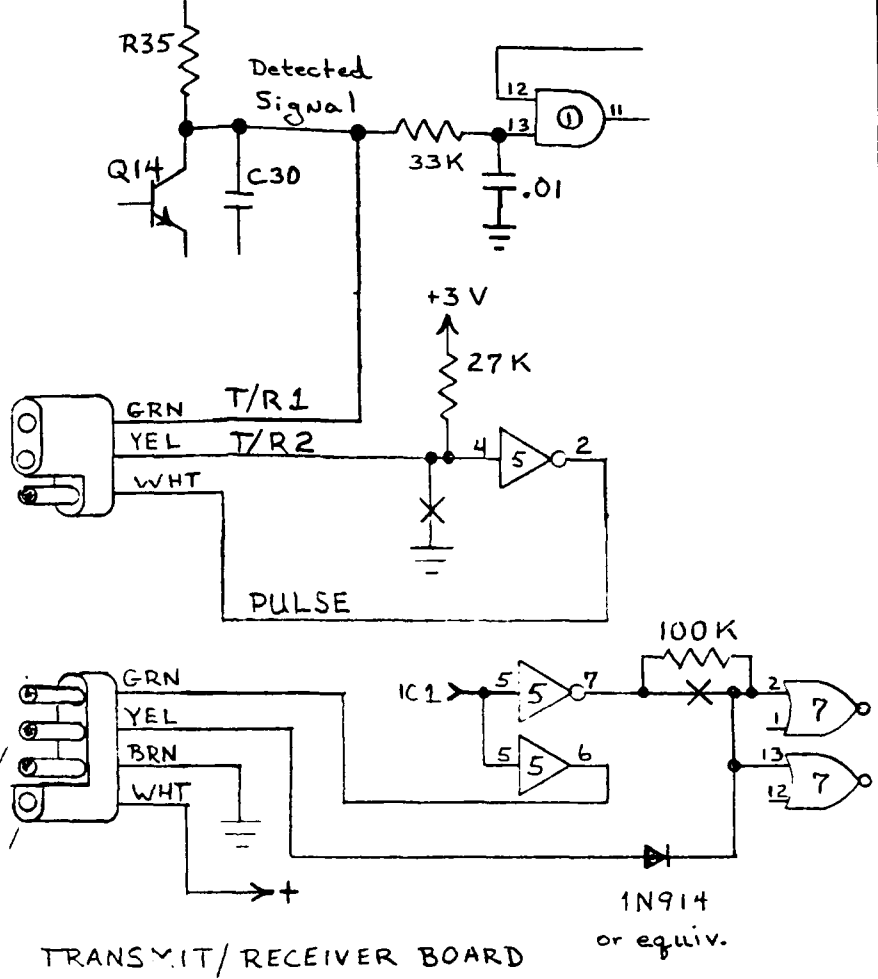 R35
Detected
Signal
12
1
11
13
Q14
C30
33K
.01
+3 V
27K
GRN T/R1
YEL T/R2
4
5
2
WHT
PULSE
100K
GRN
IC1
5
5
7
2
7
1
YEL
BRN
5
5
6
13
7
12
WHT
+
1N914
or equiv.
TRANSMIT/RECEIVER BOARD